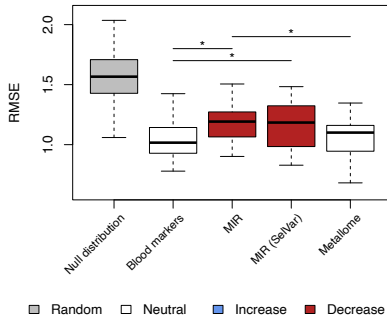 2.0
1.5
1.0
RMSE
*
*
*
Null distribution
Blood markers
MIR
MIR (SelVar)
Metallome
Random Neutral Increase Decrease